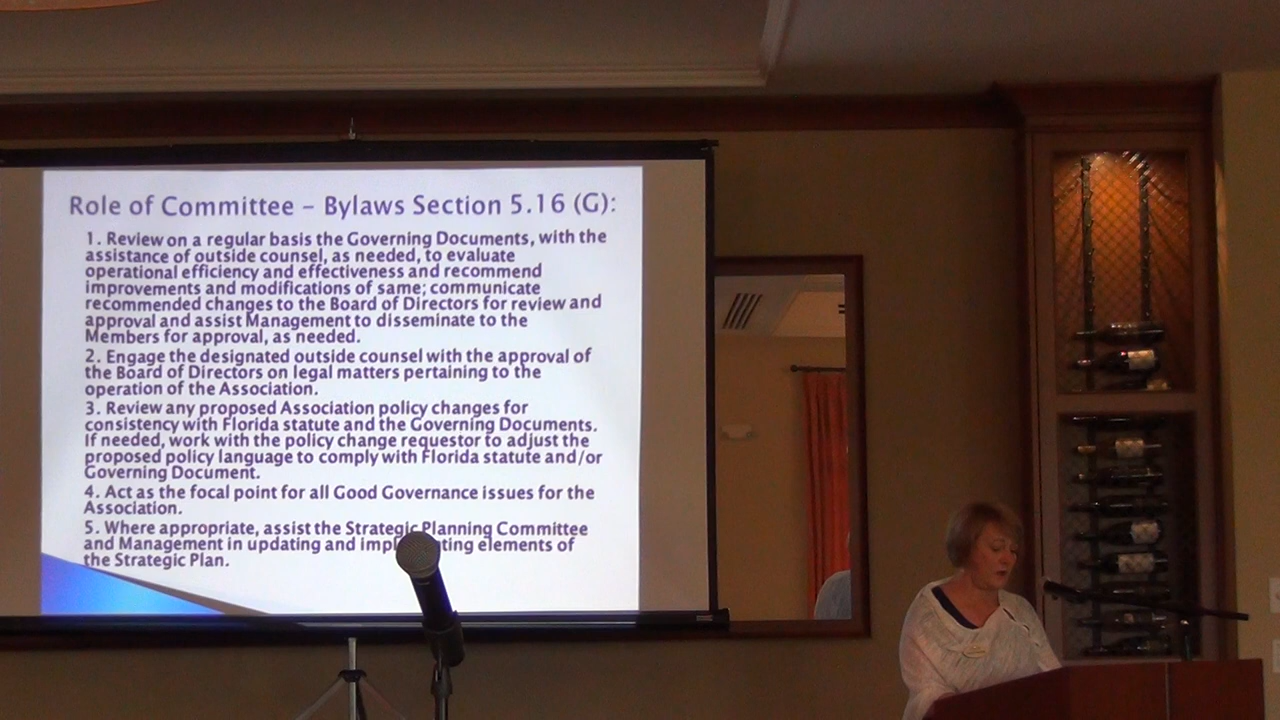 Role of Committee – Bylaws Section 5.16 (G):
1. Review on a regular basis the Governing Documents, with the
assistance of outside counsel, as needed, to evaluate
operational efficiency and effectiveness and recommend
improvements and modifications of same; communicate
recommended changes to the Board of Directors for review and
approval and assist Management to disseminate to the
Members for approval, as needed.
2. Engage the designated outside counsel with the approval of
the Board of Directors on legal matters pertaining to the
operation of the Association.
3. Review any proposed Association policy changes for
consistency with Florida statute and the Governing Documents.
If needed, work with the policy change requestor to adjust the
proposed policy language to comply with Florida statute and/or
Governing Document.
4. Act as the focal point for all Good Governance issues for the
Association.
5. Where appropriate, assist the Strategic Planning Committee
and Management in updating and elements of
the Strategic Plan.